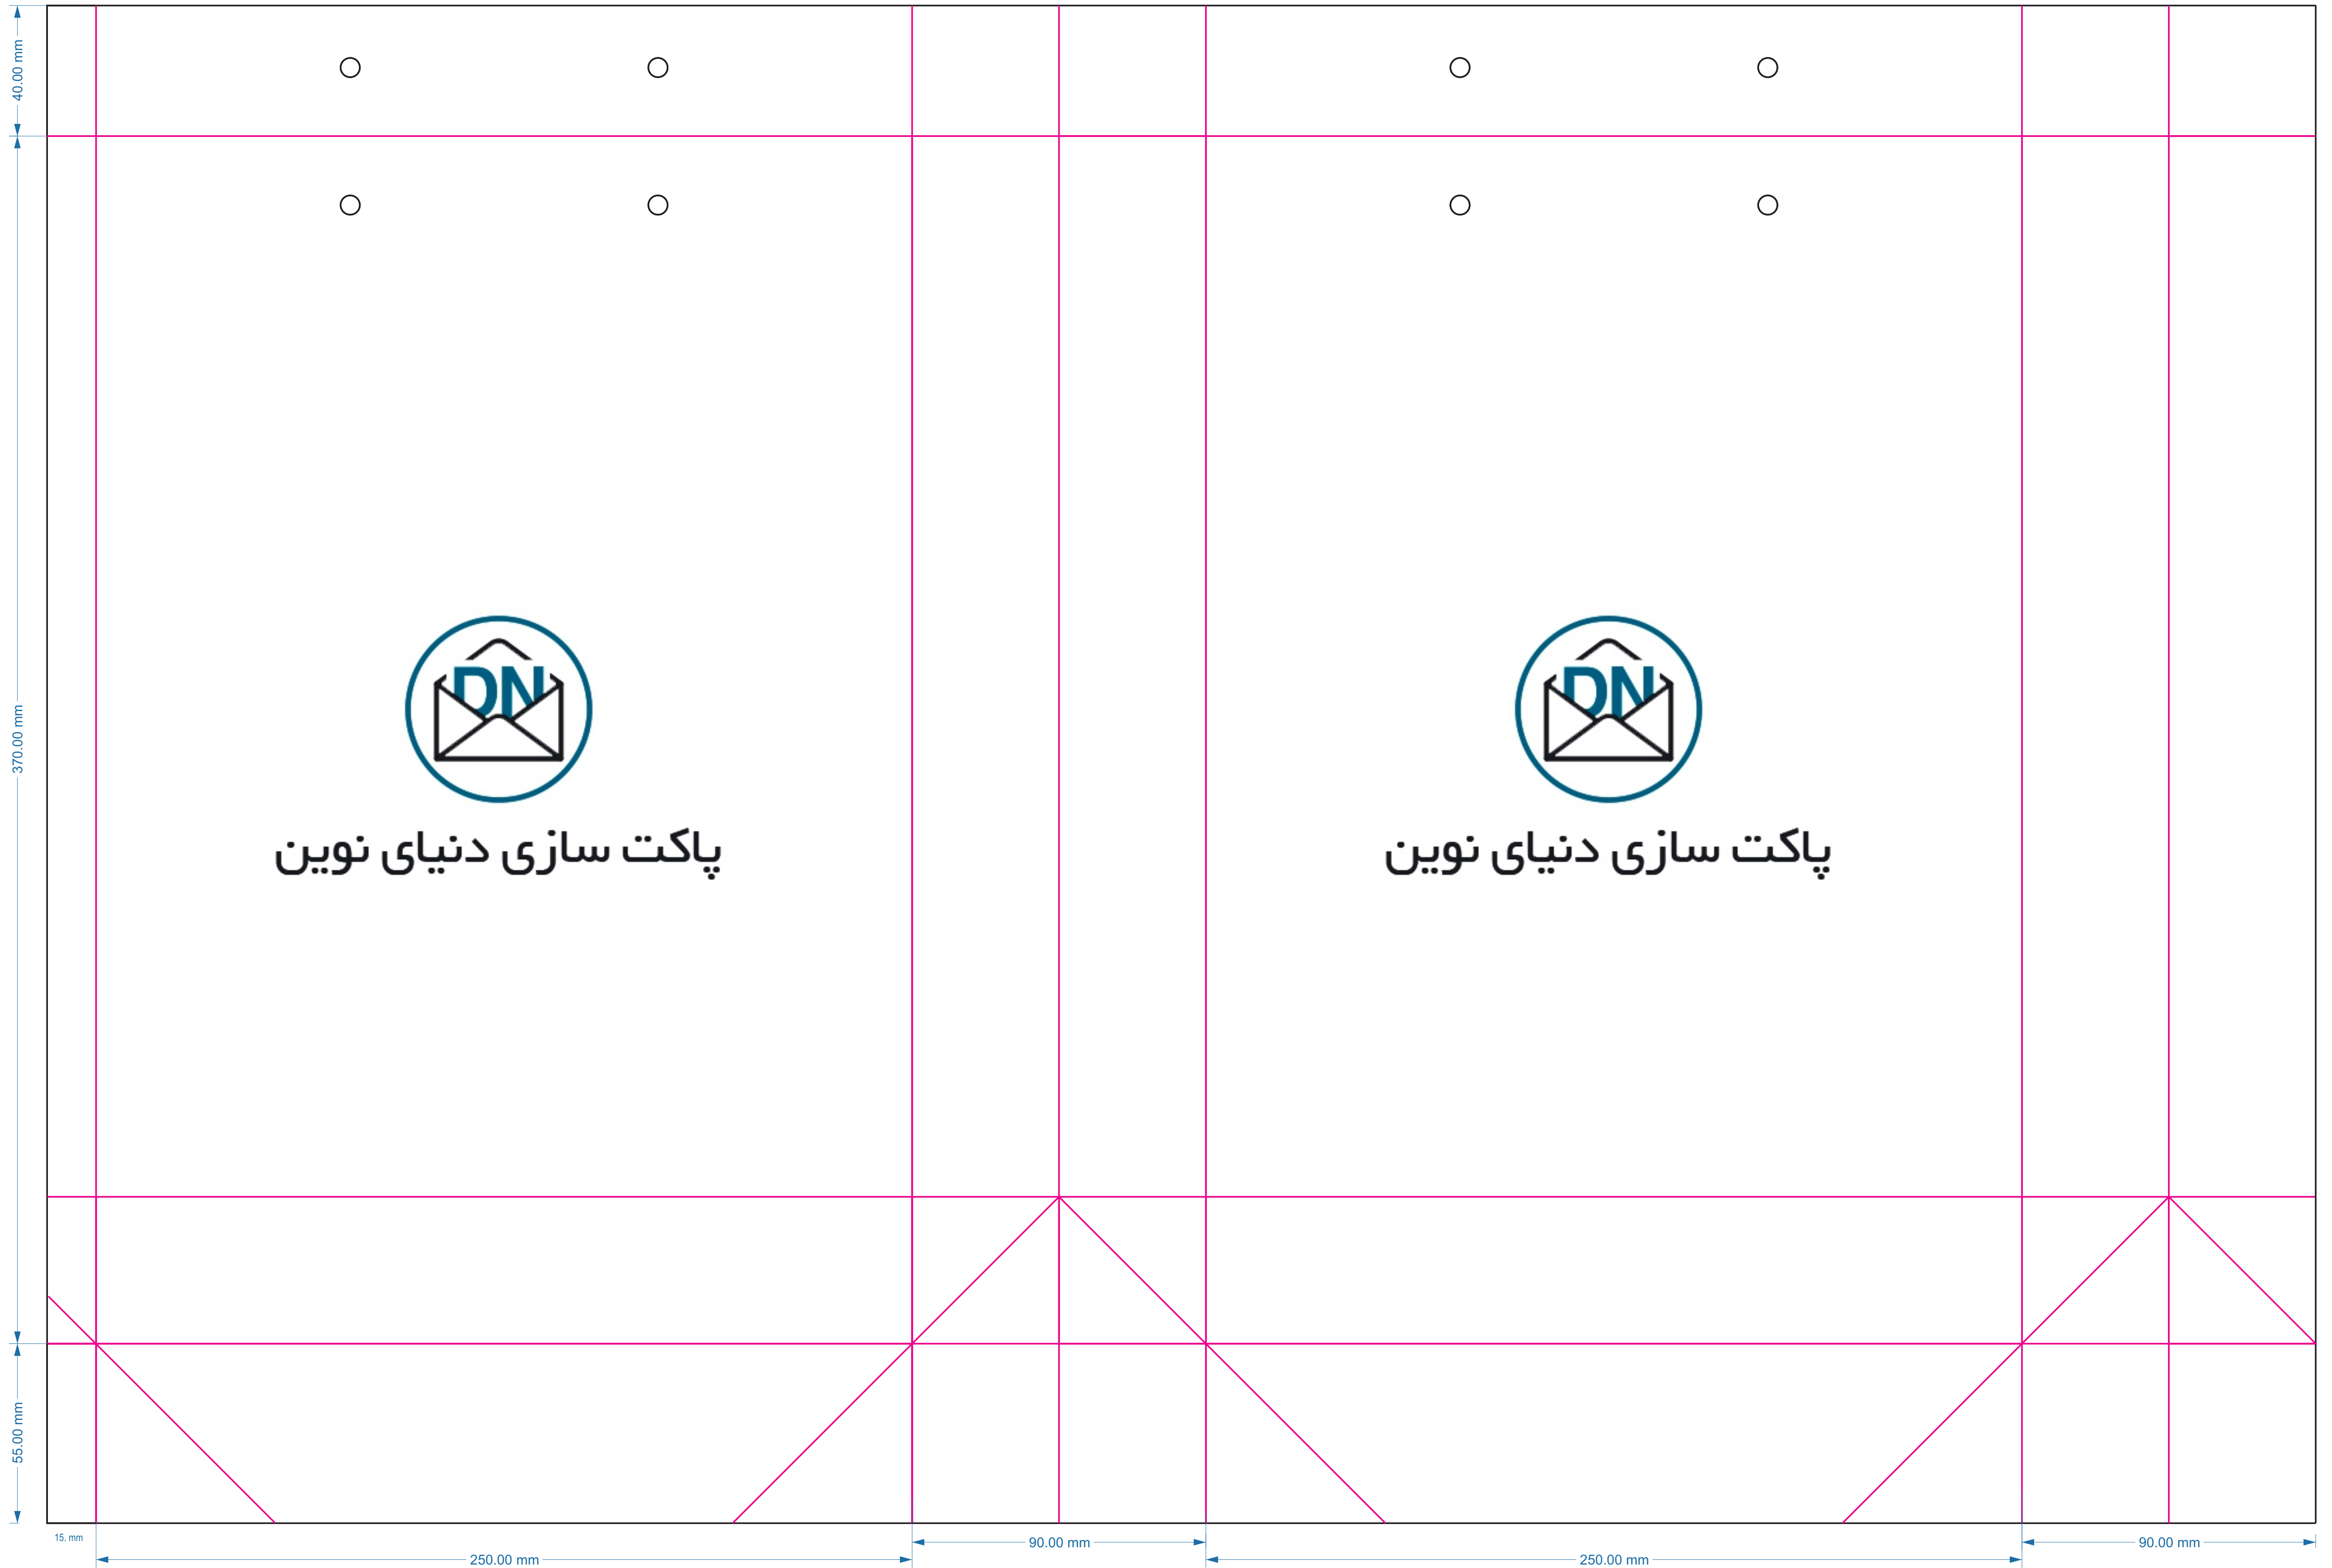 40.00 mm
370.00 mm
DN
DN
پاکت سازی دنیای نوین
پاکت سازی دنیای نوین
55.00 mm
15. mm
90.00 mm
90.00 mm
250.00 mm
250.00 mm